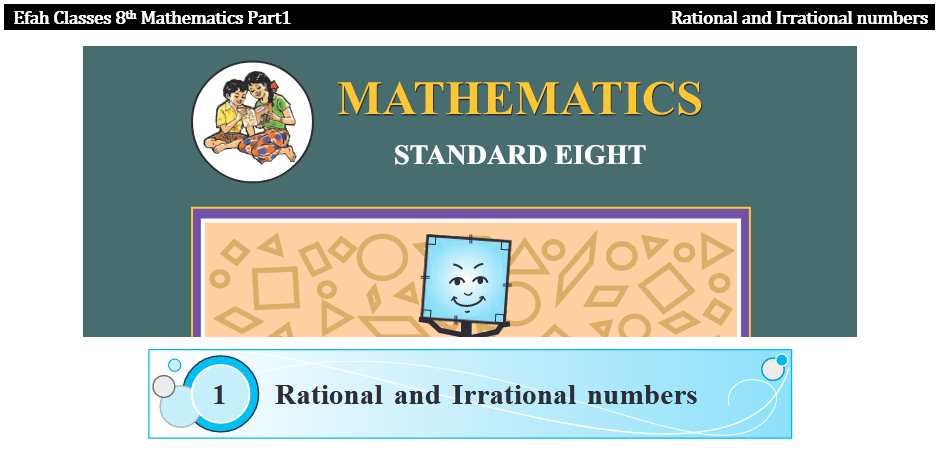 Efah Classes 8th Mathematics Part1 Rational and Irrational numbers
MATHEMATICS
STANDARD EIGHT
1 Rational and Irrational numbers